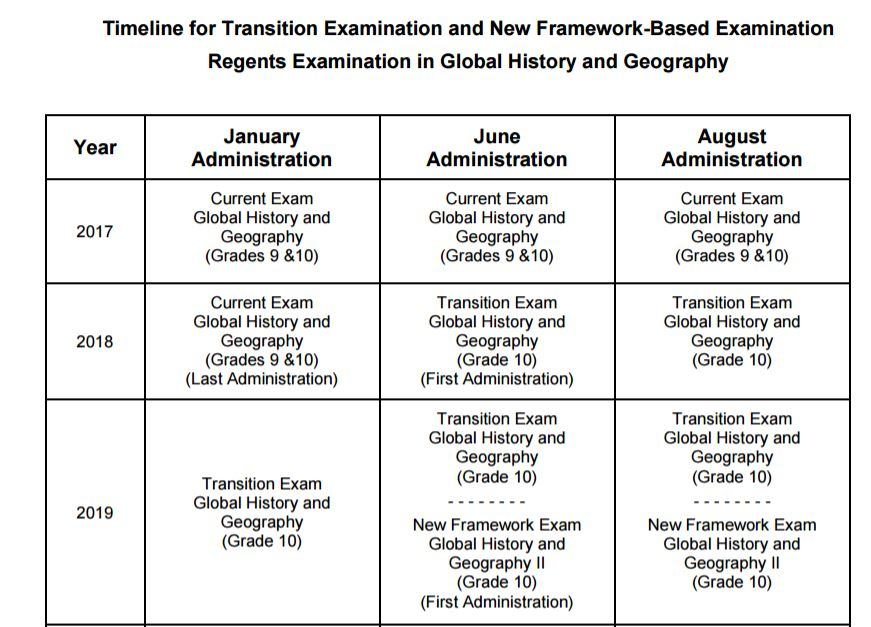 Timeline for Transition Examination and New Framework-Based Examination
Regents Examination in Global History and Geography
Year
January
Administration
June
Administration
August
Administration
2017
Current Exam
Global History and
Geography
(Grades 9 &10)
Current Exam
Global History and
Geography
(Grades 9 &10)
Current Exam
Global History and
Geography
(Grades 9 &10)
2018
Current Exam
Global History and
Geography
(Grades 9 &10)
(Last Administration)
Transition Exam
Global History and
Geography
(Grade 10)
(First Administration)
Transition Exam
Global History and
Geography
(Grade 10)
2019
Transition Exam
Global History and
Geography
(Grade 10)
Transition Exam
Global History and
Geography
(Grade 10)
- - - - - - - -
New Framework Exam
Global History and
Geography II
(Grade 10)
(First Administration)
Transition Exam
Global History and
Geography
(Grade 10)
- - - - - - - -
New Framework Exam
Global History and
Geography II
(Grade 10)